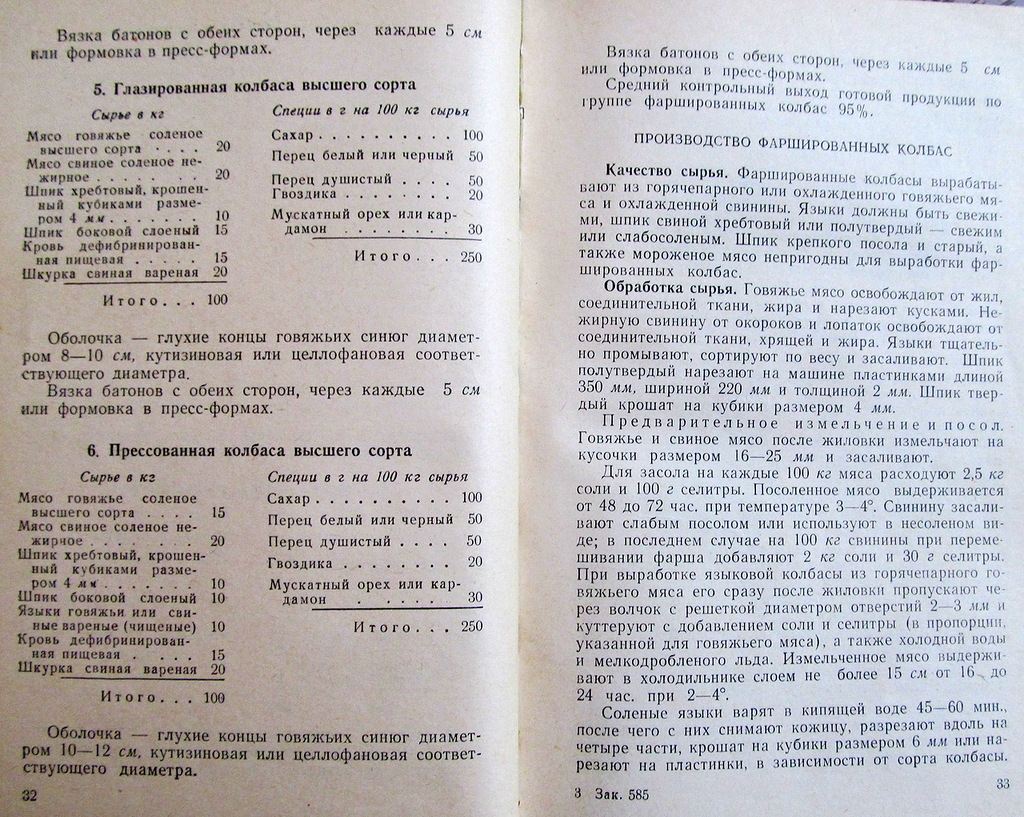 Вязка батонов с обеих сторон, через каждые 5 см
или формовка в пресс-формах.
5. Глазированная колбаса высшего сорта
Сырье в кг
Мясо говяжье соленое
высшего сорта . . . . 20
Мясо свиное соленое не-
жирное . . . . . . 20
Шпик хребтовый, крошен-
ный кубиками разме-
ром 4 мм . . . . . . . 10
Шпик боковой слоеный 15
Кровь дефибринирован-
ная пищевая . . . . . 15
Шкурка свиная вареная 20
Итого . . . 100
Специи в г на 100 кг сырья
Сахар . . . . . . . . . . 100
Перец белый или черный 50
Перец душистый . . . . 50
Гвоздика . . . . . . . . 20
Мускатный орех или кар-
дамон . . . . . . . . 30
Итого . . . 250
Оболочка — глухие концы говяжьих синюг диамет-
ром 8—10 см, кутизиновая или целлофановая соответ-
ствующего диаметра.
Вязка батонов с обеих сторон, через каждые 5 см
или формовка в пресс-формах.
6. Прессованная колбаса высшего сорта
Сырье в кг
Мясо говяжье соленое
высшего сорта . . . . 15
Мясо свиное соленое не-
жирное . . . . . . . 20
Шпик хребтовый, крошен-
ный кубиками разме-
ром 4 мм . . . . . . 10
Шпик боковой слоеный 10
Языки говяжьи или сви-
ные вареные (чищеные) 10
Кровь дефибринирован-
ная пищевая . . . . . 15
Шкурка свиная вареная 20
Итого . . . 100
Специи в г на 100 кг сырья
Сахар . . . . . . . . . . 100
Перец белый или черный 50
Перец душистый . . . . 50
Гвоздика . . . . . . . . 20
Мускатный орех или кар-
дамон . . . . . . 30
Итого . . . 250
Оболочка — глухие концы говяжьих синюг диамет-
ром 10—12 см, кутизиновая или целлофановая соответ-
ствующего диаметра.
32
Вязка батонов с обеих сторон, через каждые 5 см
или формовка в пресс-формах.
Средний контрольный выход готовой продукции по
группе фаршированных колбас 95%.
ПРОИЗВОДСТВО ФАРШИРОВАННЫХ КОЛБАС
Качество сырья. Фаршированные колбасы вырабаты-
вают из горячепарного или охлажденного говяжьего мя-
са и охлажденной свинины. Языки должны быть свежи-
ми, шпик свиной хребтовый или полутвердый — свежим
или слабосоленым. Шпик крепкого посола и старый, а
также мороженое мясо непригодны для выработки фар-
шированных колбас.
Обработка сырья. Говяжье мясо освобождают от жил,
соединительной ткани, жира и нарезают кусками. Не-
жирную свинину от окороков и лопаток освобождают от
соединительной ткани, хрящей и жира. Языки тщатель-
но промывают, сортируют по весу и засаливают. Шпик
полутвердый нарезают на машине пластинками длиной
350 мм, шириной 220 мм и толщиной 2 мм. Шпик твер-
дый крошат на кубики размером 4 мм.
Предварительное измельчение и посол.
Говяжье и свиное мясо после жиловки измельчают на
кусочки размером 16—25 мм и засаливают.
Для засола на каждые 100 кг мяса расходуют 2,5 кг
соли и 100 г селитры. Посоленное мясо выдерживается
от 48 до 72 час. при температуре 3—4°. Свинину засали-
вают слабым посолом или используют в несоленом ви-
де; в последнем случае на 100 кг свинины при переме-
шивании фарша добавляют 2 кг соли и 30 г селитры.
При выработке языковой колбасы из горячепарного го-
вяжьего мяса его сразу после жиловки пропускают че-
рез волчок с решеткой диаметром отверстий 2—3 мм и
куттеруют с добавлением соли и селитры (в пропорции,
указанной для говяжьего мяса), а также холодной воды
и мелкодробленого льда. Измельченное мясо выдержи-
вают в холодильнике слоем не более 15 см от 16 до
24 час. при 2—4°.
Соленые языки варят в кипящей воде 45—60 мин.,
после чего с них снимают кожицу, разрезают вдоль на
четыре части, крошат на кубики размером 6 мм или на-
резают на пластинки, в зависимости от сорта колбасы.
3 Зак. 585
33